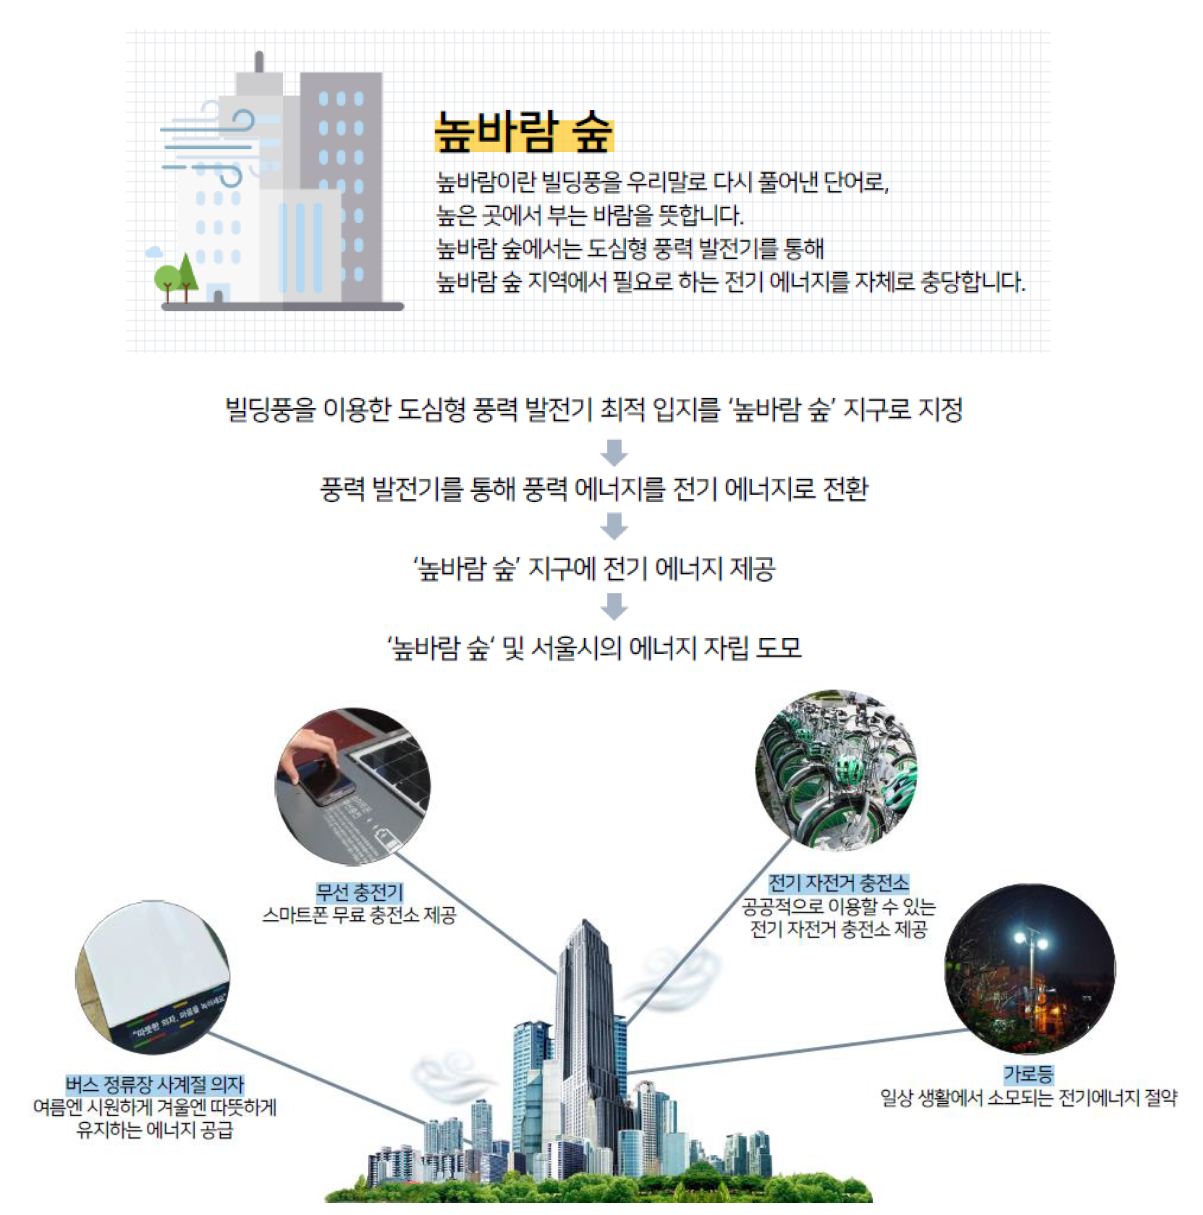 높바람 숲
높바람이란 빌딩풍을 우리말로 다시 풀어낸 단어로,
높은 곳에서 부는 바람을 뜻합니다.
높바람 숲에서는 도심형 풍력 발전기를 통해
높바람 숲 지역에서 필요로 하는 전기 에너지를 자체로 충당합니다.
빌딩풍을 이용한 도심형 풍력 발전기 최적 입지를 ‘높바람 숲’ 지구로 지정
풍력 발전기를 통해 풍력 에너지를 전기 에너지로 전환
‘높바람 숲’ 지구에 전기 에너지 제공
‘높바람 숲‘ 및 서울시의 에너지 자립 도모
무선 충전기
스마트폰 무료 충전소 제공
전기 자전거 충전소
공공적으로 이용할 수 있는
전기 자전거 충전소 제공
"따뜻한 의자, 마음을 녹이세요"
버스 정류장 사계절 의자
여름엔 시원하게 겨울엔 따뜻하게
유지하는 에너지 공급
가로등
일상 생활에서 소모되는 전기에너지 절약